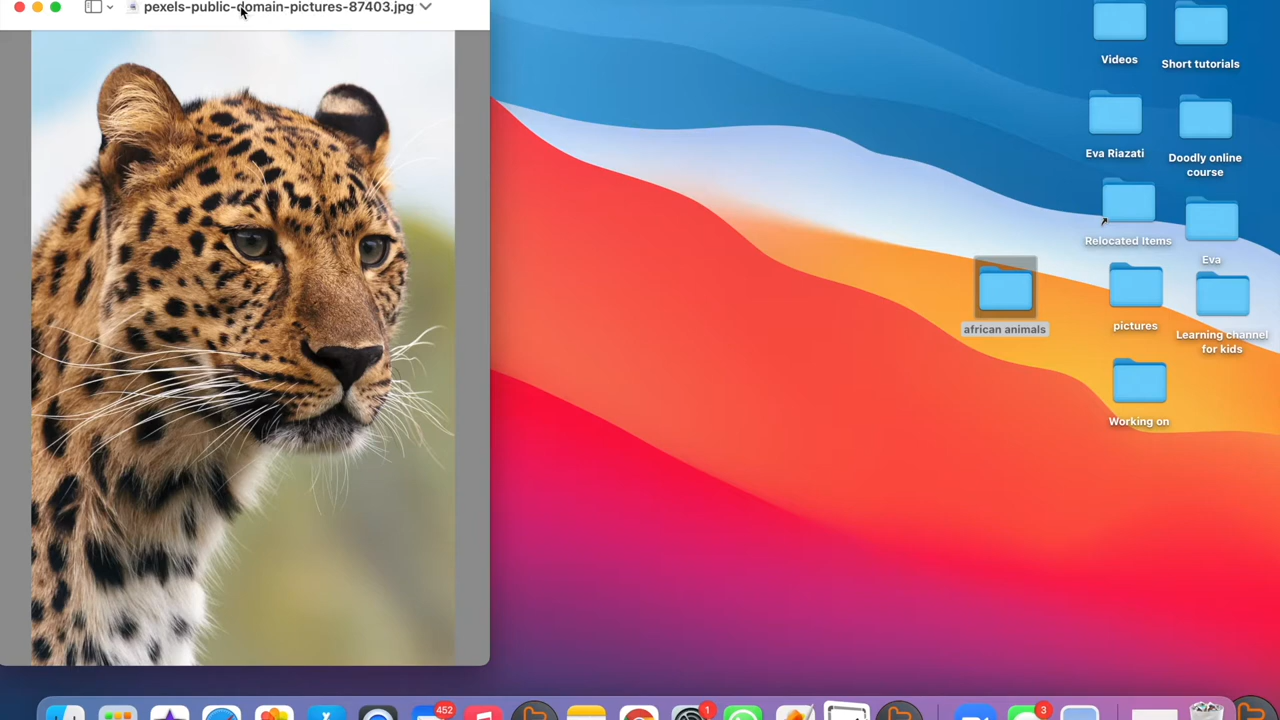 pexels-public-domain-pictures-87403.jpg
Videos
Short tutorials
Eva Riazati
Doodly online
course
Relocated Items
Eva
african animals
pictures
Learning channel
for kids
Working on
452
1
3